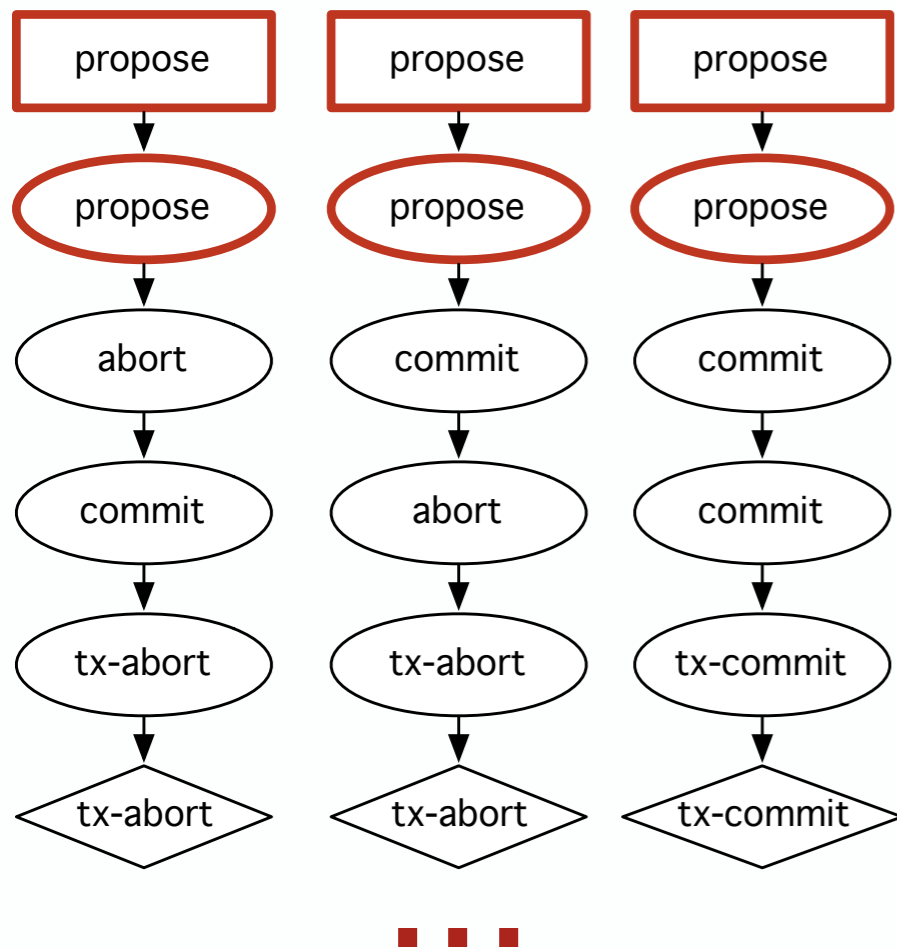 propose propose propose
propose propose propose
abort commit commit
commit abort commit
tx-abort tx-abort tx-commit
tx-abort tx-abort tx-commit